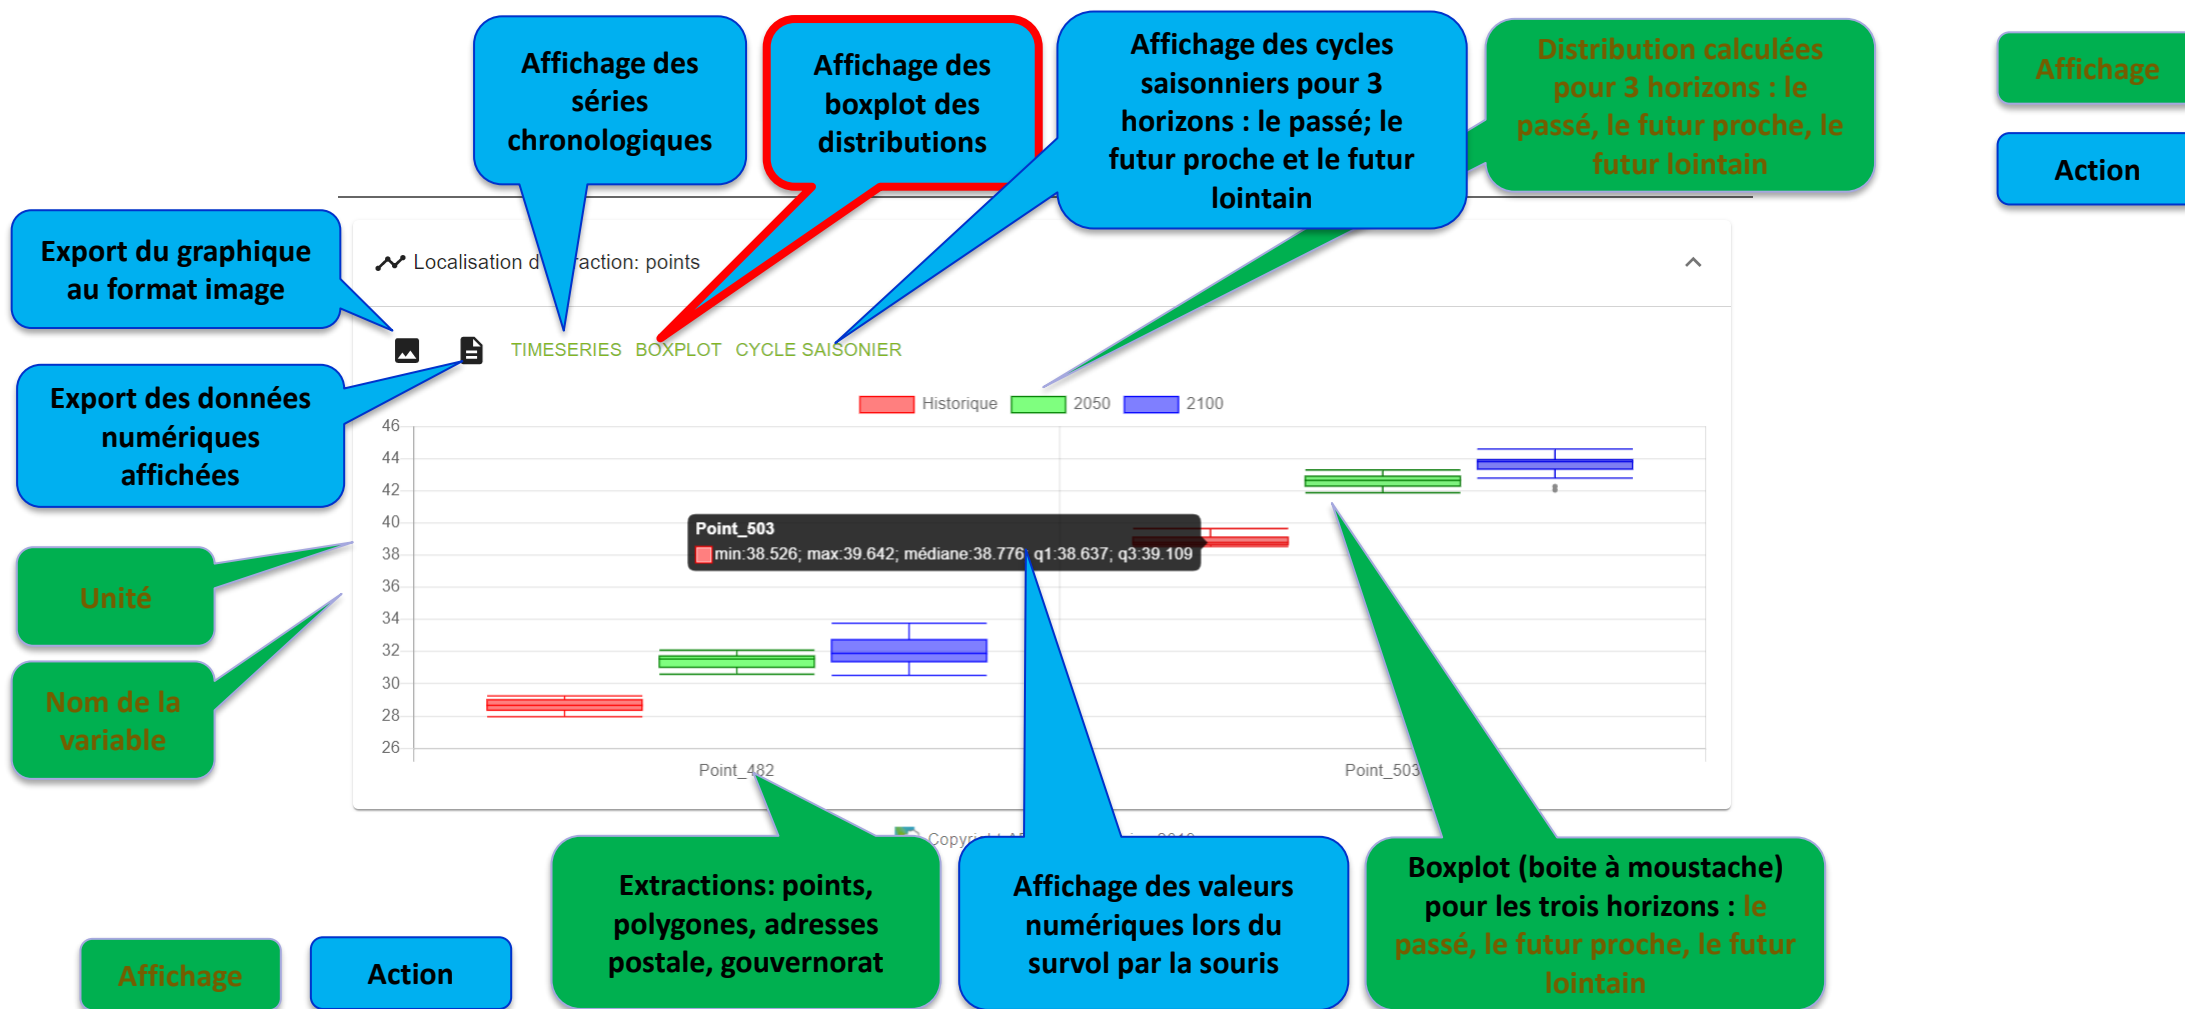 Affichage des
séries
chronologiques
Affichage des
boxplot des
distributions
Affichage des cycles
saisonniers pour 3
horizons : le passé; le
futur proche et le futur
lointain
Distribution calculées
pour 3 horizons : le
passé, le futur proche, le
futur lointain
Affichage
Action
Export du graphique
au format image
Localisation d raction: points
TIMESERIES BOXPLOT CYCLE SAISONIER
Export des données
numériques
affichées
Historique 2050 2100
46
44
42
40
38
36
34
32
30
28
26
Point_503
min:38.526; max:39.642; médiane:38.776; q1:38.637; q3:39.109
Unité
Nom de la
variable
Point_482 Point_503
Extractions: points,
polygones, adresses
postale, gouvernorat
Affichage des valeurs
numériques lors du
survol par la souris
Boxplot (boite à moustache)
pour les trois horizons : le
passé, le futur proche, le futur
lointain
Affichage
Action